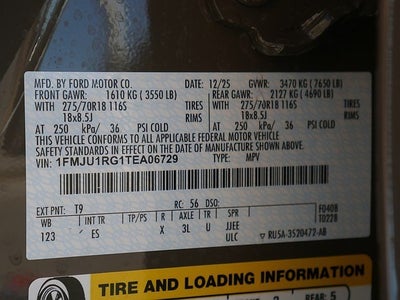 MFD. BY FORD MOTOR CO. DATE: 12/25 GVWR: 3470 KG ( 7650 LB)
FRONT GAWR: 1610 KG ( 3550 LB) REAR GAWR: 2127 KG ( 4690 LB)
WITH 275/70R18 116S TIRES WITH 275/70R18 116S TIRES
18x8.5J RIMS 18x8.5J RIMS
AT 250 kPa/ 36 PSI COLD AT 250 kPa/ 36 PSI COLD
THIS VEHICLE CONFORMS TO ALL APPLICABLE FEDERAL MOTOR VEHICLE
SAFETY STANDARDS IN EFFECT ON THE DATE OF MANUFACTURE SHOWN ABOVE.
VIN: 1FMJU1RG1TEA06729 TYPE: MPV
EXT PNT: T9 RC: 56 DSO: F0408
WB INT TR TP/PS R AXLE TR SPR T0228
123 ES X 3L U JJEE
ULC ▽ RU5A-3520472-AB
TIRE AND LOADING INFORMATION
REAR: 5